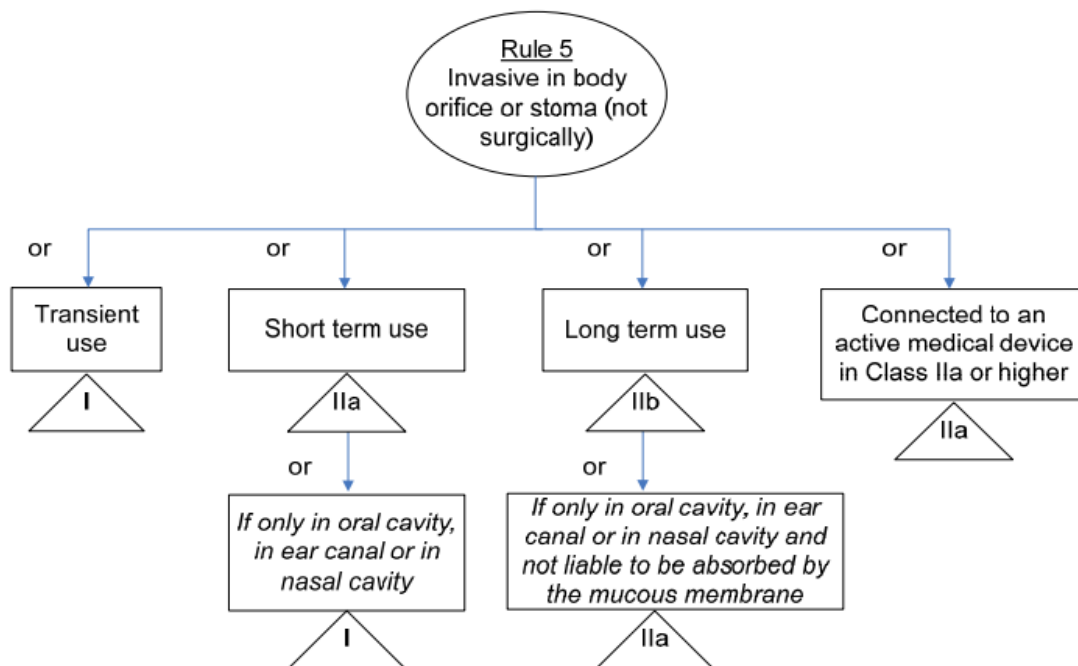 Rule 5
Invasive in body
orifice or stoma (not
surgically)
or
or
or
or
Transient
use
I
Short term use
IIa
Long term use
IIb
Connected to an
active medical device
in Class IIa or higher
IIa
or
or
If only in oral cavity,
in ear canal or in
nasal cavity
I
If only in oral cavity, in ear
canal or in nasal cavity and
not liable to be absorbed by
the mucous membrane
IIa